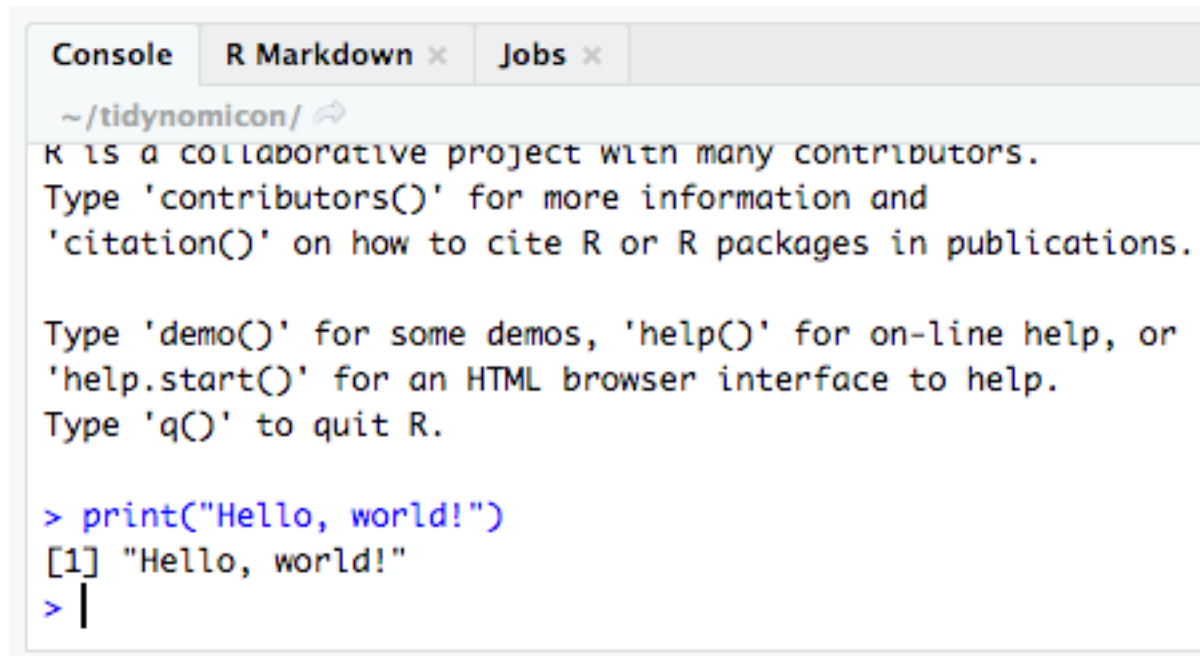 Console R Markdown × Jobs ×
~/tidynomicon/
R is a collaborative project with many contributors.
Type 'contributors()' for more information and
'citation()' on how to cite R or R packages in publications.
Type 'demo()' for some demos, 'help()' for on-line help, or
'help.start()' for an HTML browser interface to help.
Type 'q()' to quit R.
> print("Hello, world!")
[1] "Hello, world!"
>